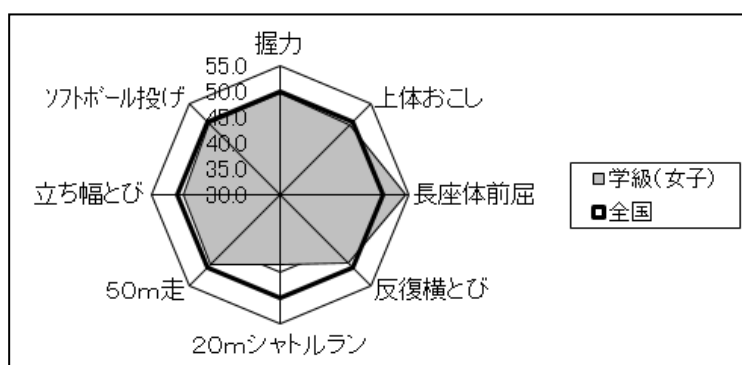 握力
55.0
50.0
45.0
40.0
35.0
30.0
上体おこし
長座体前屈
反復横とび
20mシャトルラン
50m走
立ち幅とび
ソフトボール投げ
学級(女子)
全国